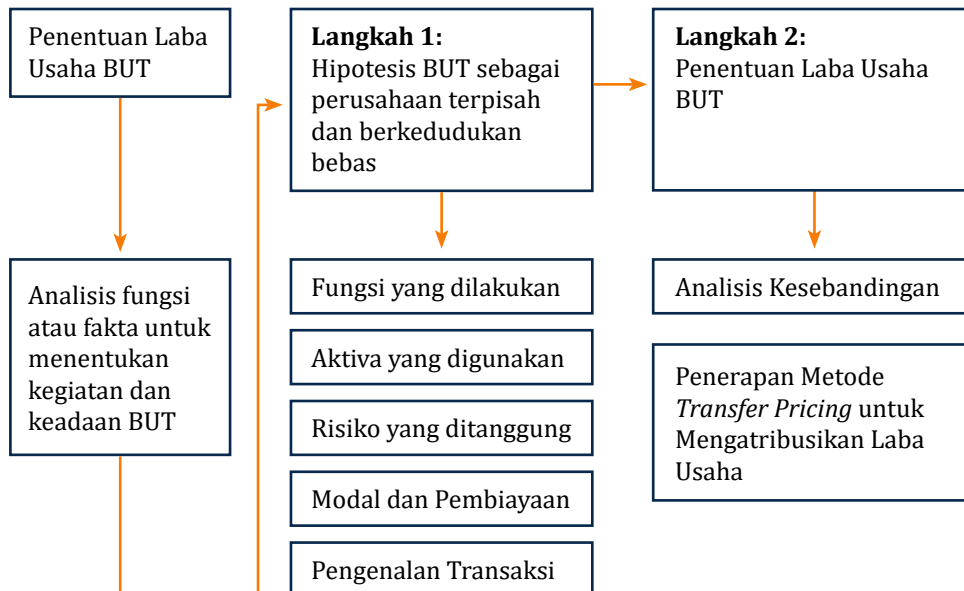 Penentuan Laba
Usaha BUT
Analisis fungsi
atau fakta untuk
menentukan
kegiatan dan
keadaan BUT
Langkah 1:
Hipotesis BUT sebagai
perusahaan terpisah
dan berkedudukan
bebas
Fungsi yang dilakukan
Aktiva yang digunakan
Risiko yang ditanggung
Modal dan Pembiayaan
Pengenalan Transaksi
Langkah 2:
Penentuan Laba Usaha
BUT
Analisis Kesebandingan
Penerapan Metode
Transfer Pricing untuk
Mengatribusikan Laba
Usaha